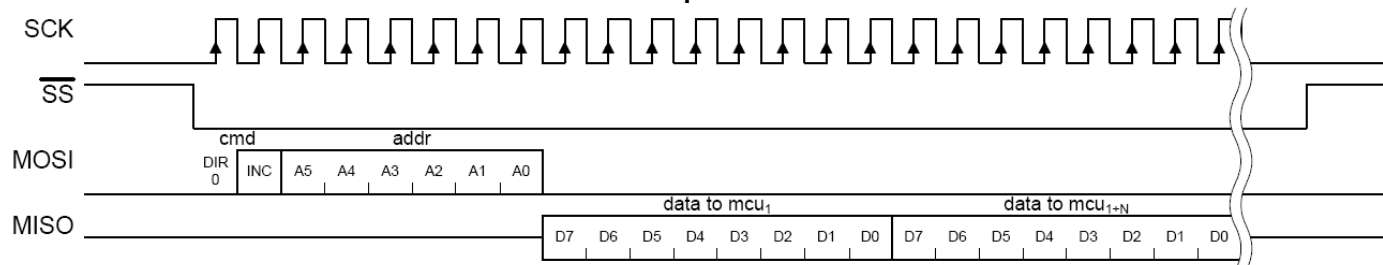 SCK
SS
cmd addr
MOSI DIR 0 INC A5 A4 A3 A2 A1 A0
data to mcu1 data to mcu1+N
MISO D7 D6 D5 D4 D3 D2 D1 D0 D7 D6 D5 D4 D3 D2 D1 D0